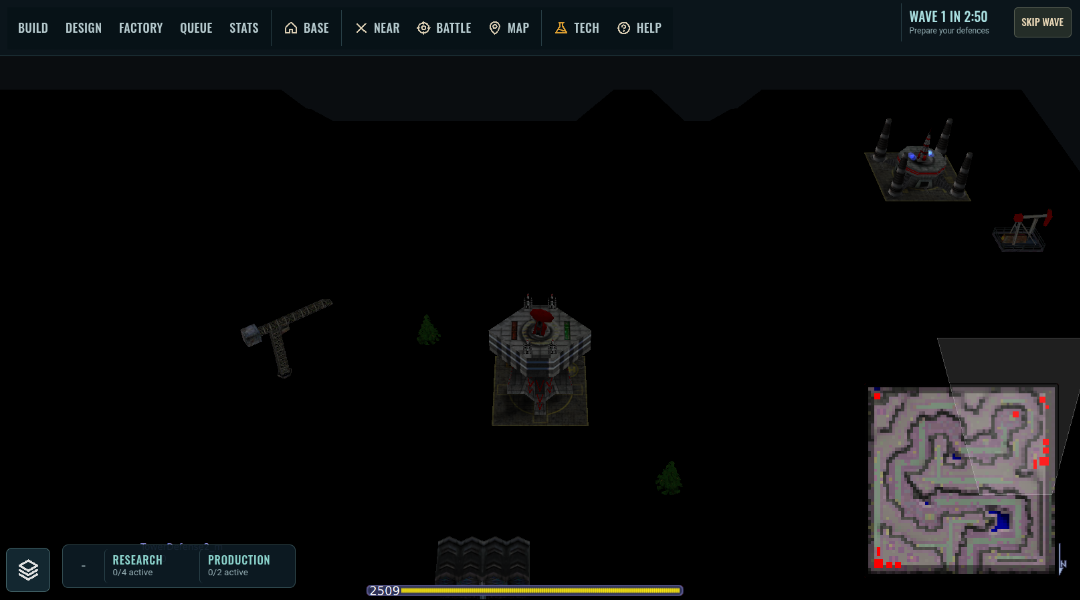 BUILD DESIGN FACTORY QUEUE STATS BASE NEAR BATTLE MAP TECH HELP
WAVE 1 IN 2:50
Prepare your defences
SKIP WAVE
- RESEARCH PRODUCTION
0/4 active 0/2 active
2509
N